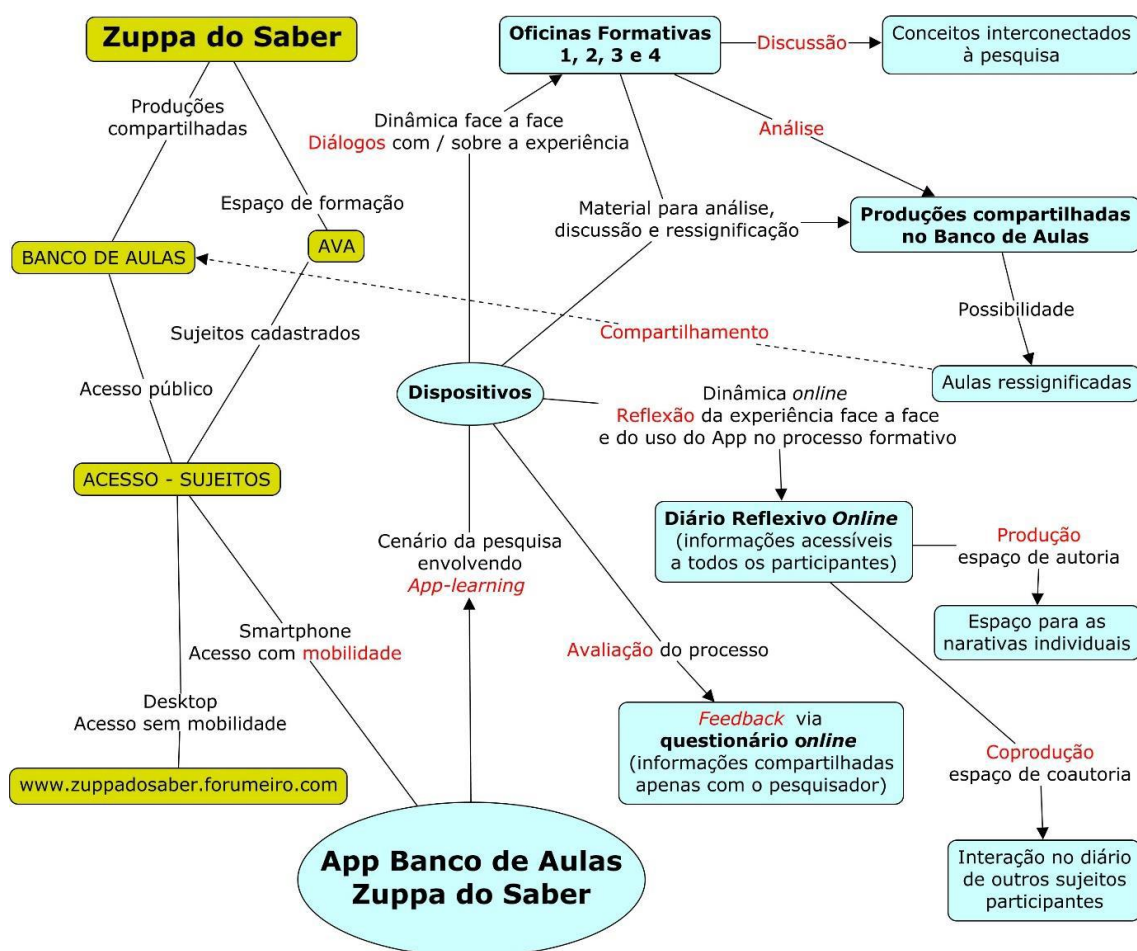 Zuppa do Saber
Produções
compartilhadas
Espaço de formação
BANCO DE AULAS
AVA
Sujeitos cadastrados
Acesso público
ACESSO - SUJEITOS
Smartphone
Acesso com mobilidade
Desktop
Acesso sem mobilidade
www.zuppadosaber.forumeiro.com
App Banco de Aulas
Zuppa do Saber
Cenário da pesquisa
envolvendo
App-learning
Dispositivos
Dinâmica face a face
Diálogos com / sobre a experiência
Oficinas Formativas
1, 2, 3 e 4
Discussão
Conceitos interconectados
à pesquisa
Análise
Material para análise,
discussão e ressignificação
Produções compartilhadas
no Banco de Aulas
Possibilidade
Aulas ressignificadas
Compartilhamento
Dinâmica online
Reflexão da experiência face a face
e do uso do App no processo formativo
Diário Reflexivo Online
(informações acessíveis
a todos os participantes)
Produção
espaço de autoria
Espaço para as
narrativas individuais
Coprodução
espaço de coautoria
Interação no diário
de outros sujeitos
participantes
Avaliação do processo
Feedback via
questionário online
(informações compartilhadas
apenas com o pesquisador)